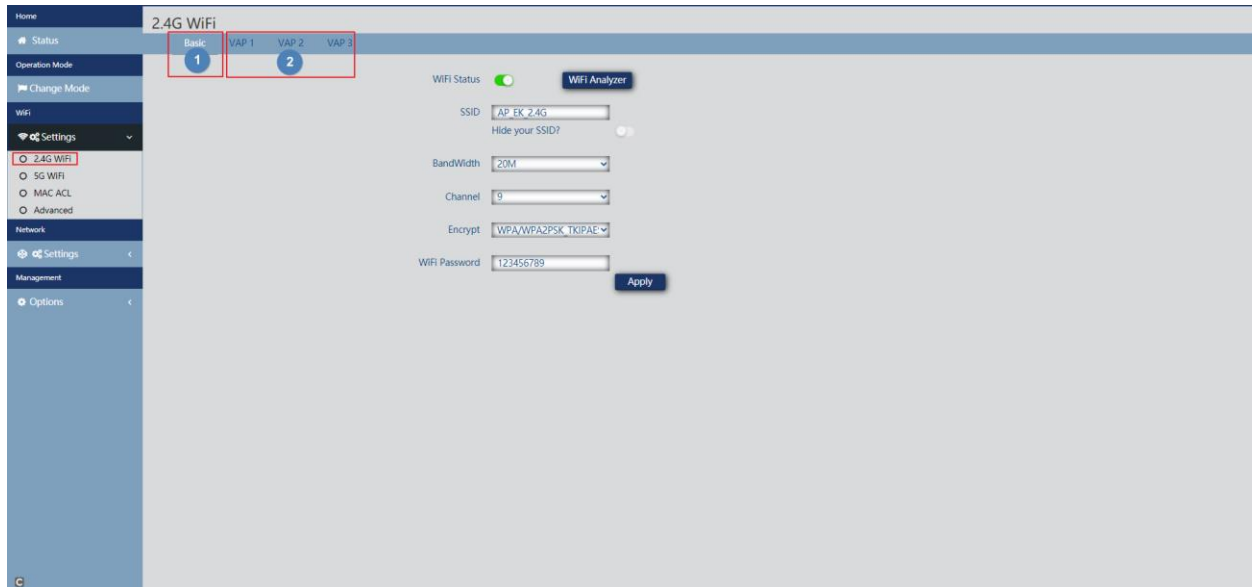 Home
Status
Operation Mode
Change Mode
WiFi
Settings
2.4G WiFi
5G WiFi
MAC ACL
Advanced
Network
Settings
Management
Options
2.4G WiFi
Basic VAP 1 VAP 2 VAP 3
1 2
WiFi Status WiFi Analyzer
SSID AP_EK_2.4G
Hide your SSID?
BandWidth 20M
Channel 9
Encrypt WPA/WPA2PSK_TKIPAE
WiFi Password 123456789
Apply